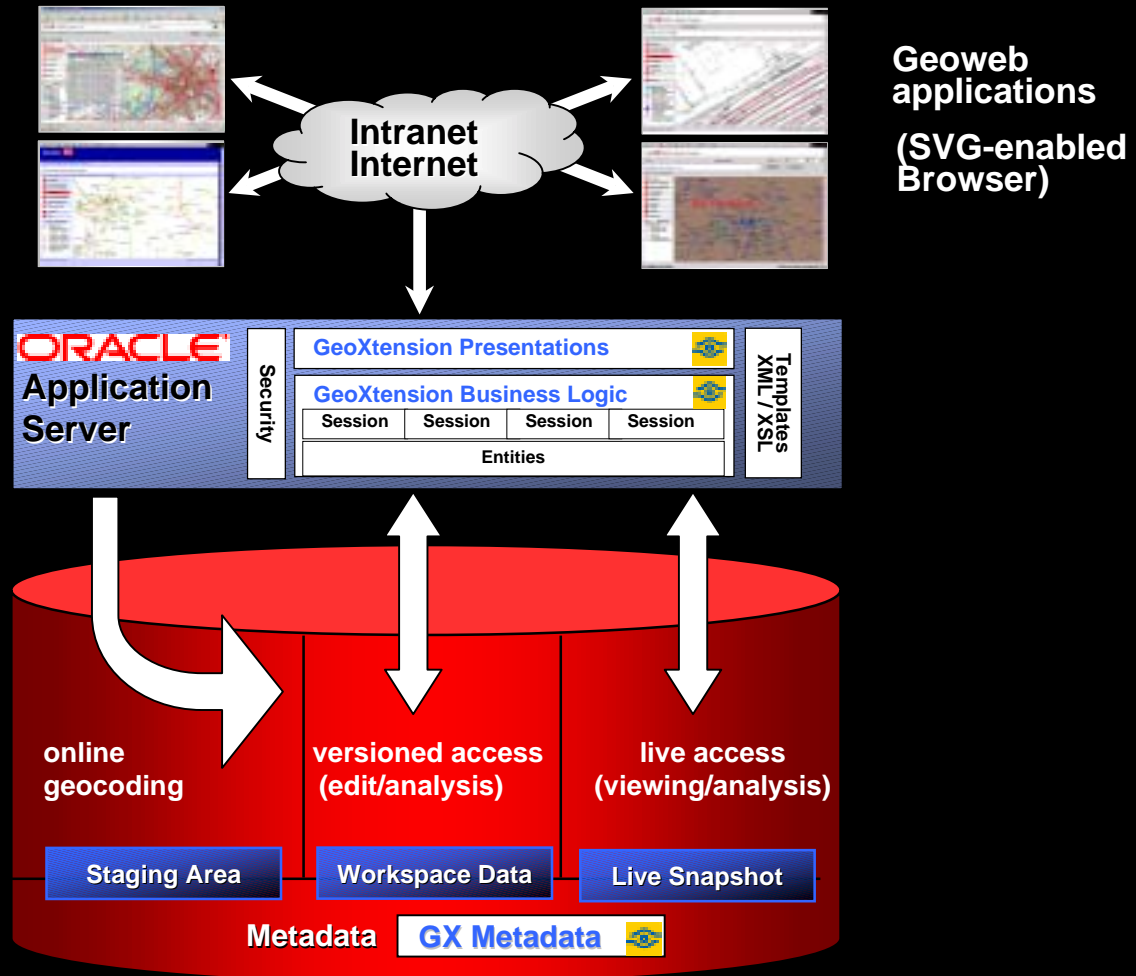 Geoweb
applications
(SVG-enabled
Browser)
Intranet
Internet
ORACLE
Application
Server
Security
GeoXtension Presentations
GeoXtension Business Logic
Session Session Session Session
Entities
Templates
XML / XSL
online
geocoding
versioned access
(edit/analysis)
live access
(viewing/analysis)
Staging Area
Workspace Data
Live Snapshot
Metadata
GX Metadata